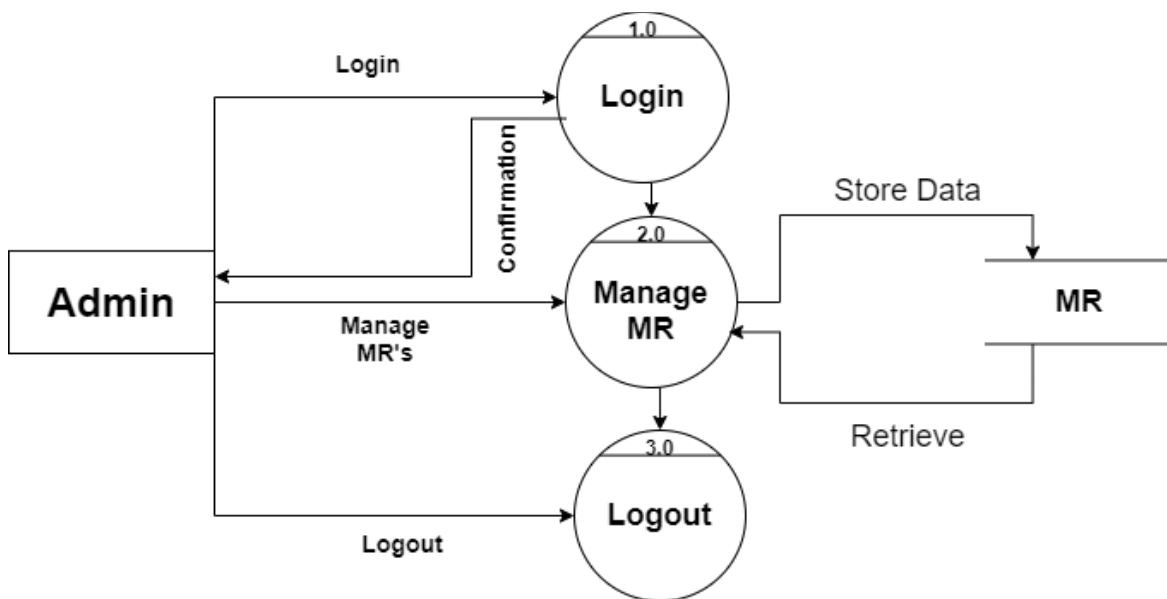 1.0
Login
Login
Confirmation
Store Data
2.0
Admin
Manage
MR
MR
Manage
MR's
Retrieve
3.0
Logout
Logout